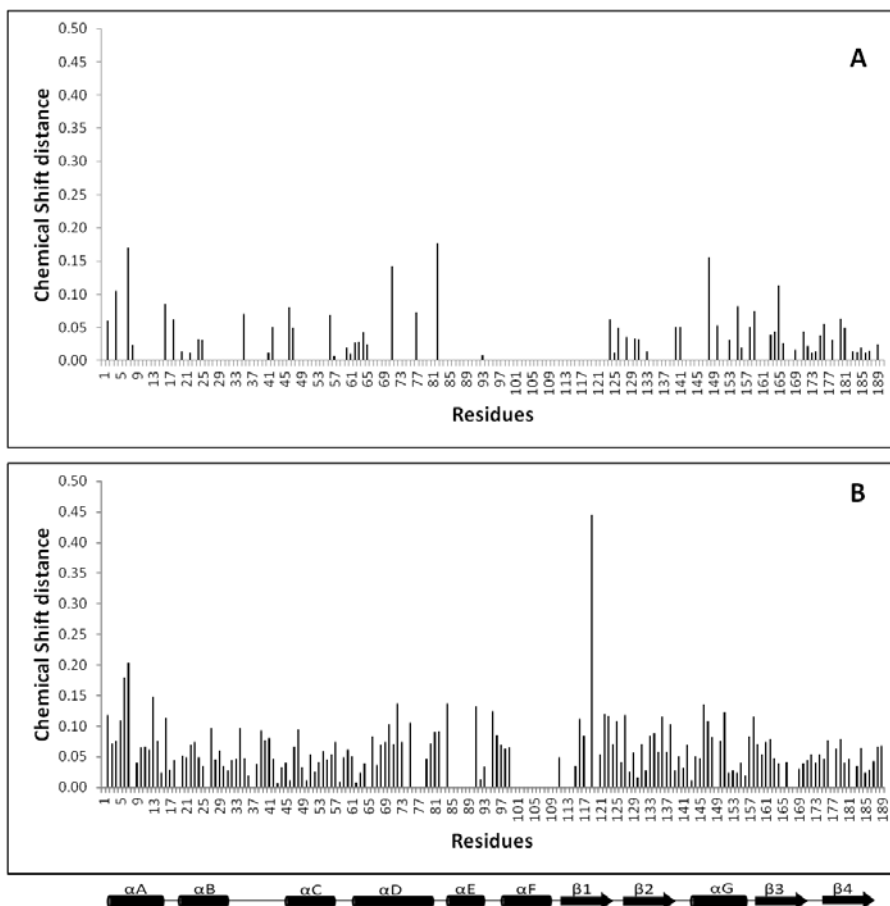 0.50
A
0.45
0.40
0.35
0.30
0.25
0.20
0.15
0.10
0.05
0.00
Chemical Shift distance
1 5 9 13 17 21 25 29 33 37 41 45 49 53 57 61 65 69 73 77 81 85 89 93 97 101 105 109 113 117 121 125 129 133 137 141 145 149 153 157 161 165 169 173 177 181 185 189
Residues
0.50
B
0.45
0.40
0.35
0.30
0.25
0.20
0.15
0.10
0.05
0.00
Chemical Shift distance
1 5 9 13 17 21 25 29 33 37 41 45 49 53 57 61 65 69 73 77 81 85 89 93 97 101 105 109 113 117 121 125 129 133 137 141 145 149 153 157 161 165 169 173 177 181 185 189
Residues
αA αB αC αD αE αF β1 β2 αG β3 β4